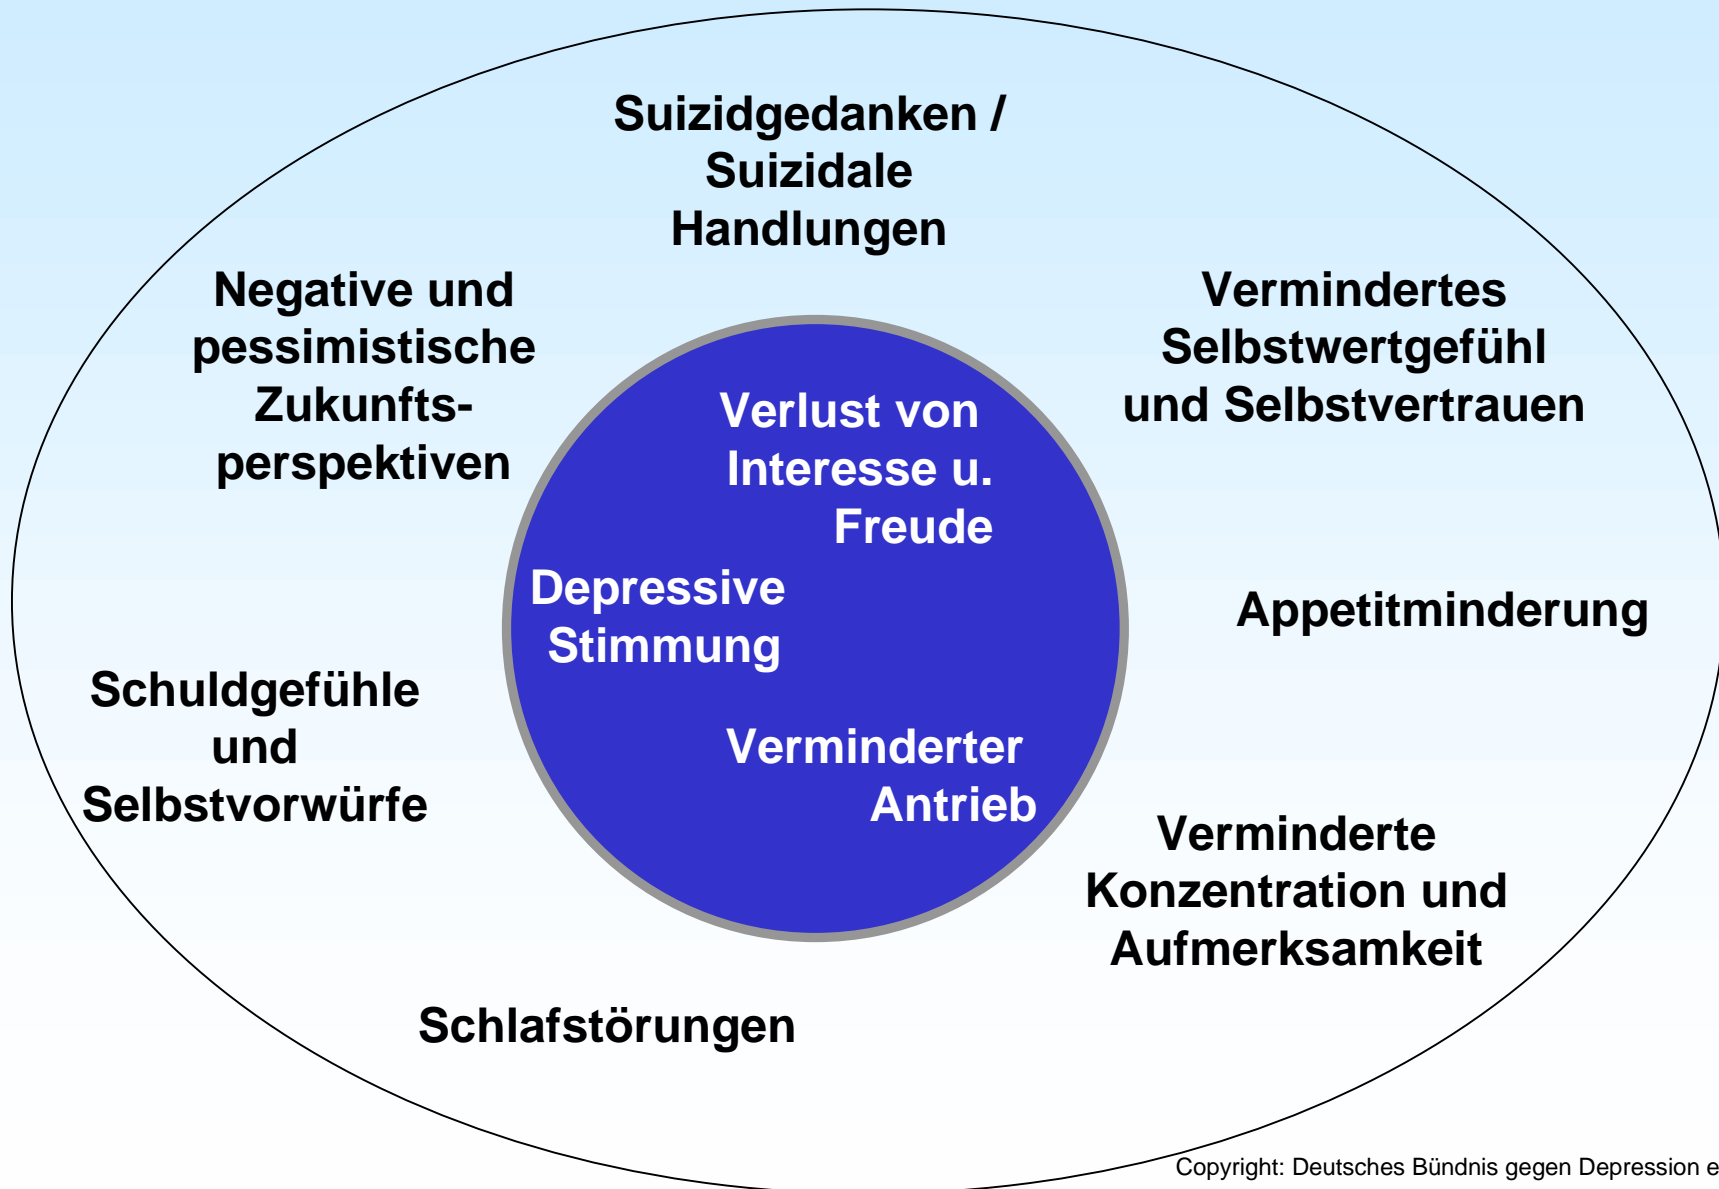 Suizidgedanken /
Suizidale
Handlungen
Negative und
pessimistische
Zukunfts-
perspektiven
Vermindertes
Selbstwertgefühl
und Selbstvertrauen
Verlust von
Interesse u.
Freude
Depressive
Stimmung
Appetitminderung
Schuldgefühle
und
Selbstvorwürfe
Verminderter
Antrieb
Verminderte
Konzentration und
Aufmerksamkeit
Schlafstörungen
Copyright: Deutsches Bündnis gegen Depression e